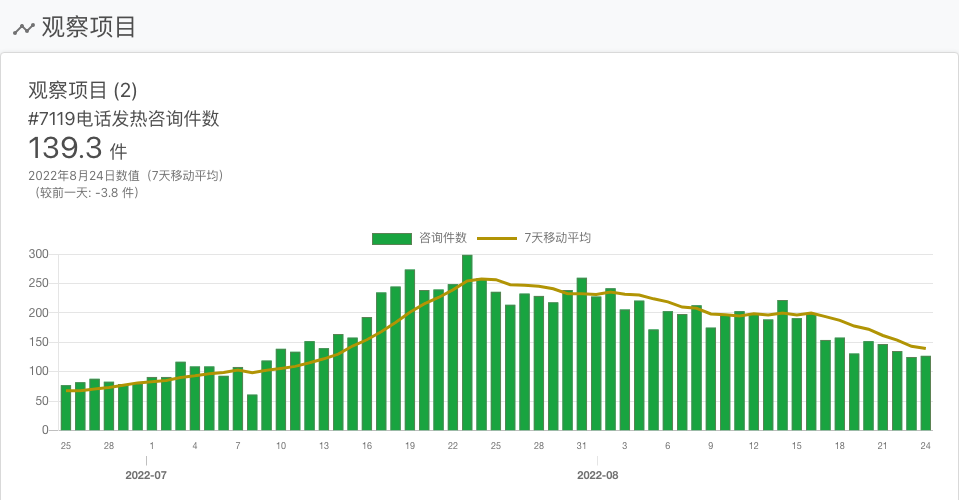 观察项目
观察项目 (2)
#7119电话发热咨询件数
139.3 件
2022年8月24日数值（7天移动平均）
（较前一天: -3.8 件）
咨询件数 7天移动平均
300
250
200
150
100
50
0
25 28 1 4 7 10 13 16 19 22 25 28 31 3 6 9 12 15 18 21 24
2022-07 2022-08